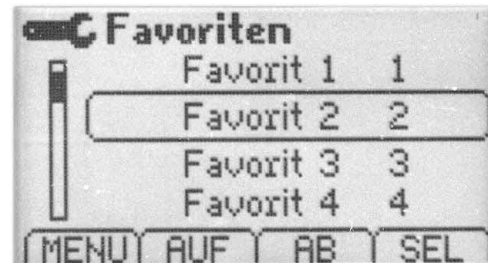 Favoriten
Favorit 1 1
Favorit 2 2
Favorit 3 3
Favorit 4 4
MENU AUF AB SEL